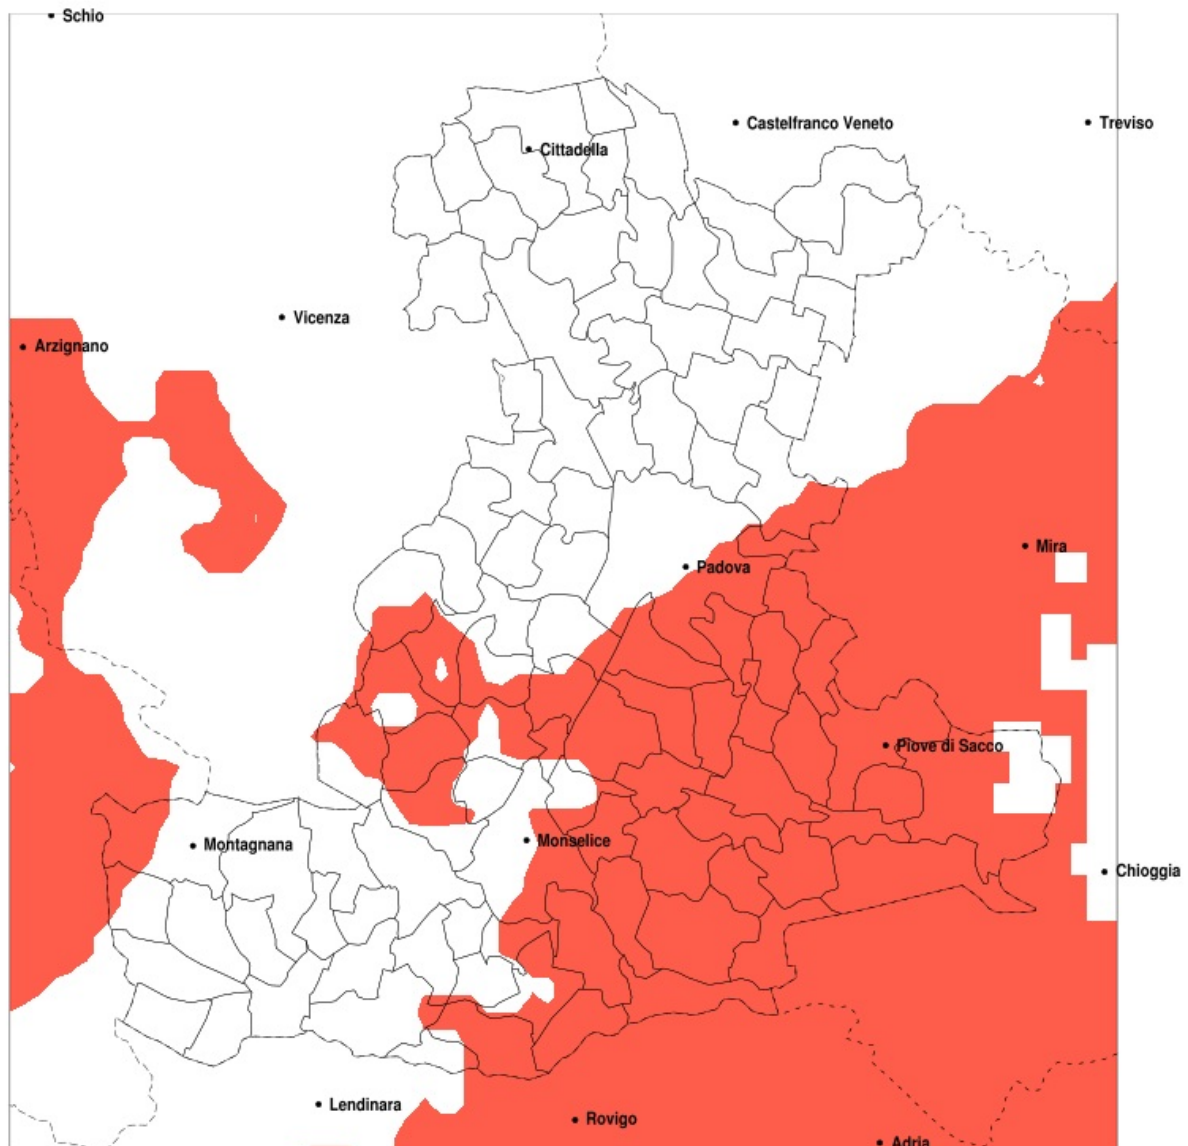 Schio
Castelfranco Veneto
Treviso
Cittadella
Vicenza
Arzignano
Mira
Padova
Piove di Sacco
Montagnana
Monselice
Chioggia
Lendinara
Rovigo
Adria